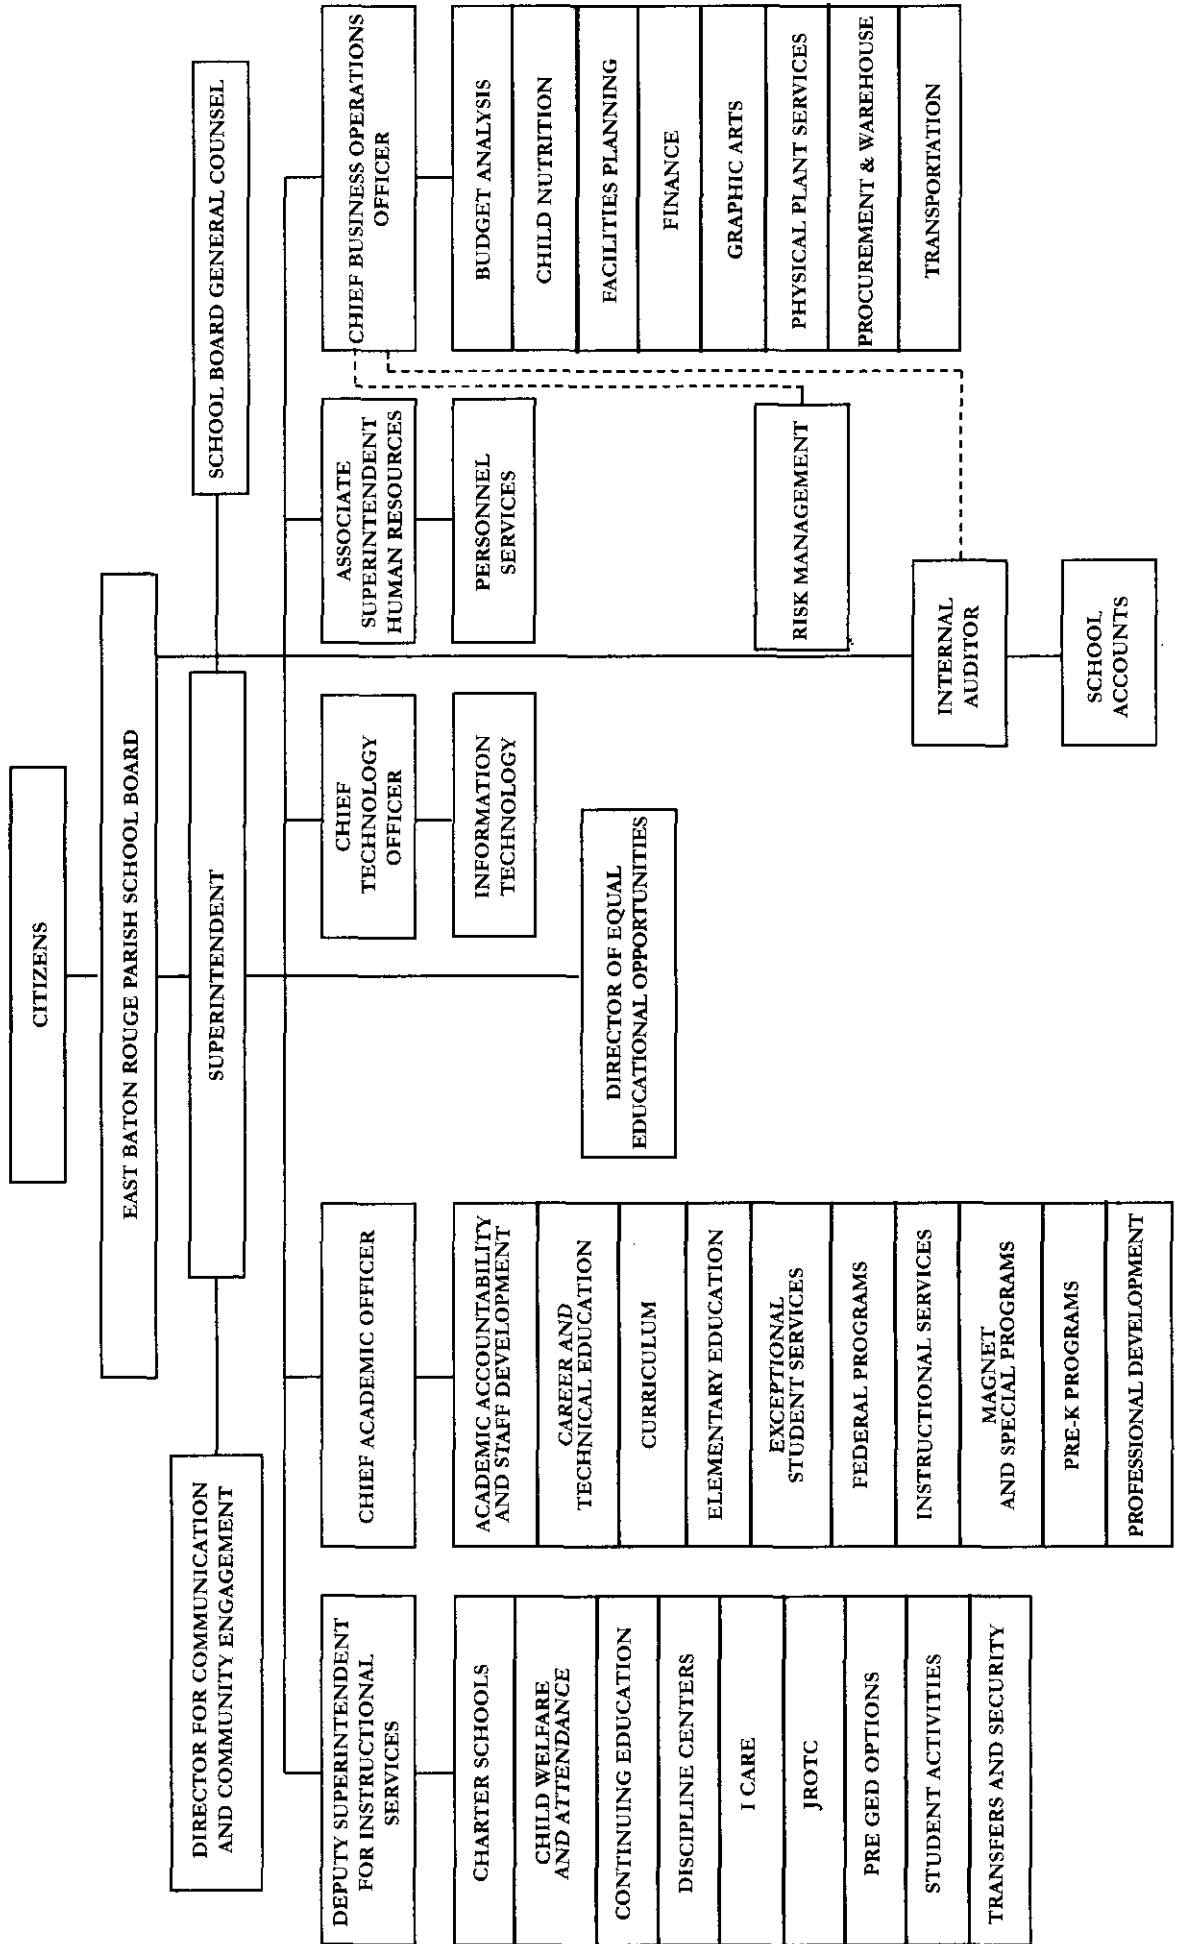 CITIZENS
EAST BATON ROUGE PARISH SCHOOL BOARD
DIRECTOR FOR COMMUNICATION
AND COMMUNITY ENGAGEMENT
SUPERINTENDENT
SCHOOL BOARD GENERAL COUNSEL
DEPUTY SUPERINTENDENT
FOR INSTRUCTIONAL
SERVICES
CHARTER SCHOOLS
CHILD WELFARE
AND ATTENDANCE
CONTINUING EDUCATION
DISCIPLINE CENTERS
I CARE
JROTC
PRE GED OPTIONS
STUDENT ACTIVITIES
TRANSFERS AND SECURITY
CHIEF ACADEMIC OFFICER
ACADEMIC ACCOUNTABILITY
AND STAFF DEVELOPMENT
CAREER AND
TECHNICAL EDUCATION
CURRICULUM
ELEMENTARY EDUCATION
EXCEPTIONAL
STUDENT SERVICES
FEDERAL PROGRAMS
INSTRUCTIONAL SERVICES
MAGNET
AND SPECIAL PROGRAMS
PRE-K PROGRAMS
PROFESSIONAL DEVELOPMENT
DIRECTOR OF EQUAL
EDUCATIONAL OPPORTUNITIES
CHIEF
TECHNOLOGY
OFFICER
INFORMATION
TECHNOLOGY
ASSOCIATE
SUPERINTENDENT
HUMAN RESOURCES
PERSONNEL
SERVICES
RISK MANAGEMENT
INTERNAL
AUDITOR
SCHOOL
ACCOUNTS
CHIEF BUSINESS OPERATIONS
OFFICER
BUDGET ANALYSIS
CHILD NUTRITION
FACILITIES PLANNING
FINANCE
GRAPHIC ARTS
PHYSICAL PLANT SERVICES
PROCUREMENT & WAREHOUSE
TRANSPORTATION